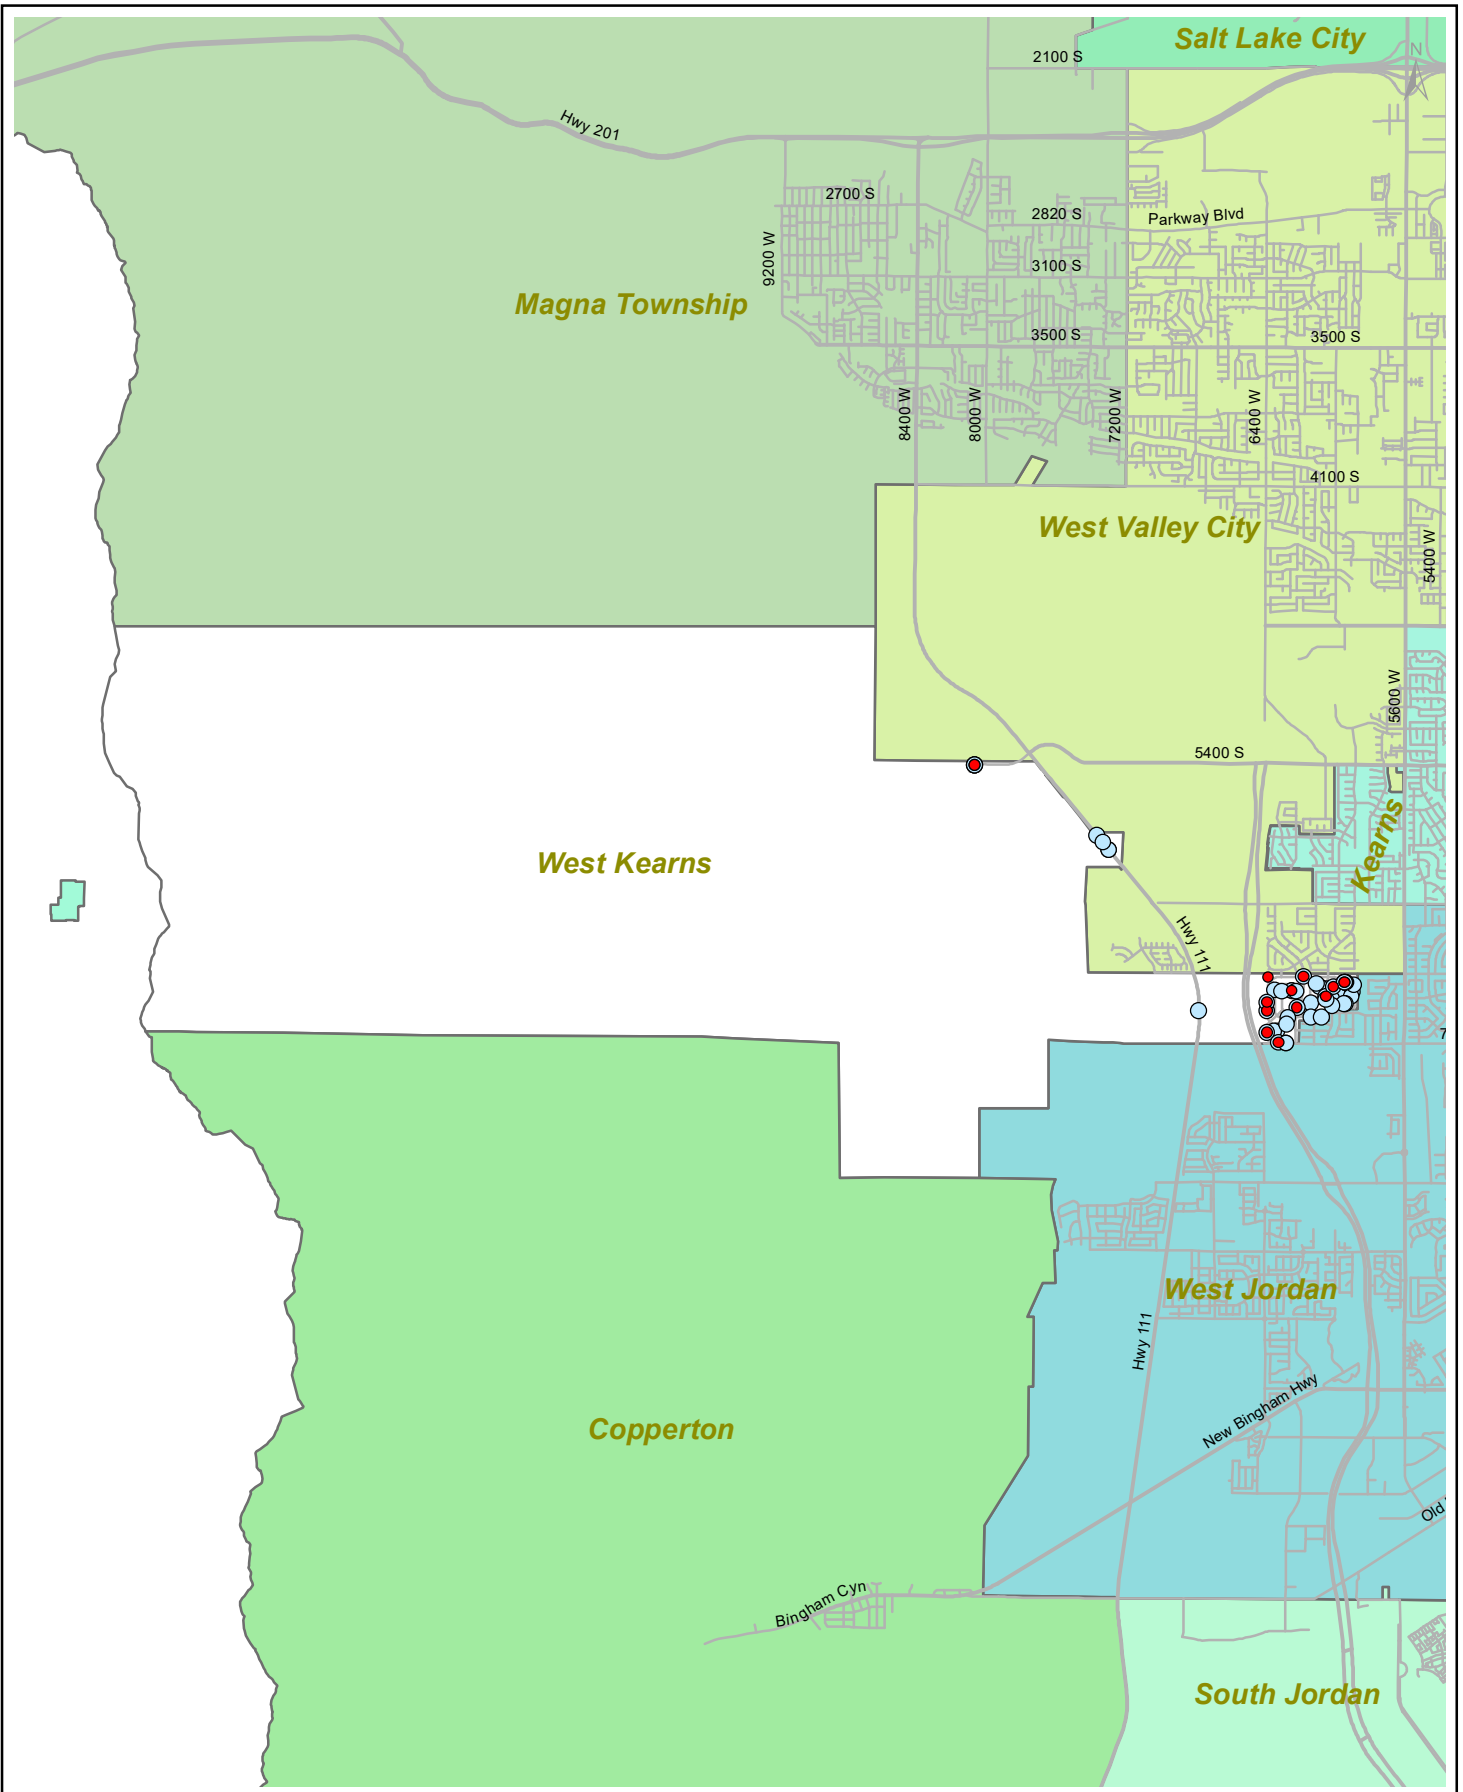 Salt Lake City
N
2100 S
Hwy 201
2700 S
2820 S
Parkway Blvd
9200 W
3100 S
Magna Township
3500 S
3500 S
8400 W
8000 W
7200 W
6400 W
4100 S
West Valley City
5400 W
5600 W
5400 S
Kearns
West Kearns
Hwy 111
7
West Jordan
Hwy 111
New Bingham Hwy
Copperton
Old
Bingham Cyn
South Jordan